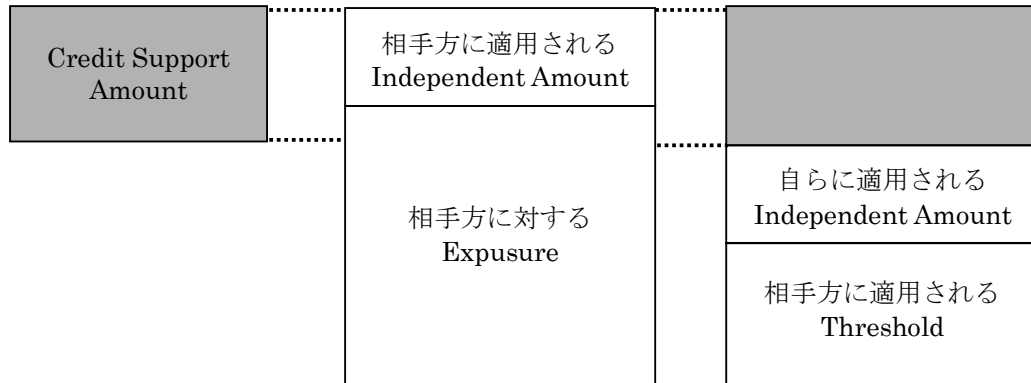 Credit Support
Amount
相手方に適用される
Independent Amount
相手方に対する
Expusure
自らに適用される
Independent Amount
相手方に適用される
Threshold